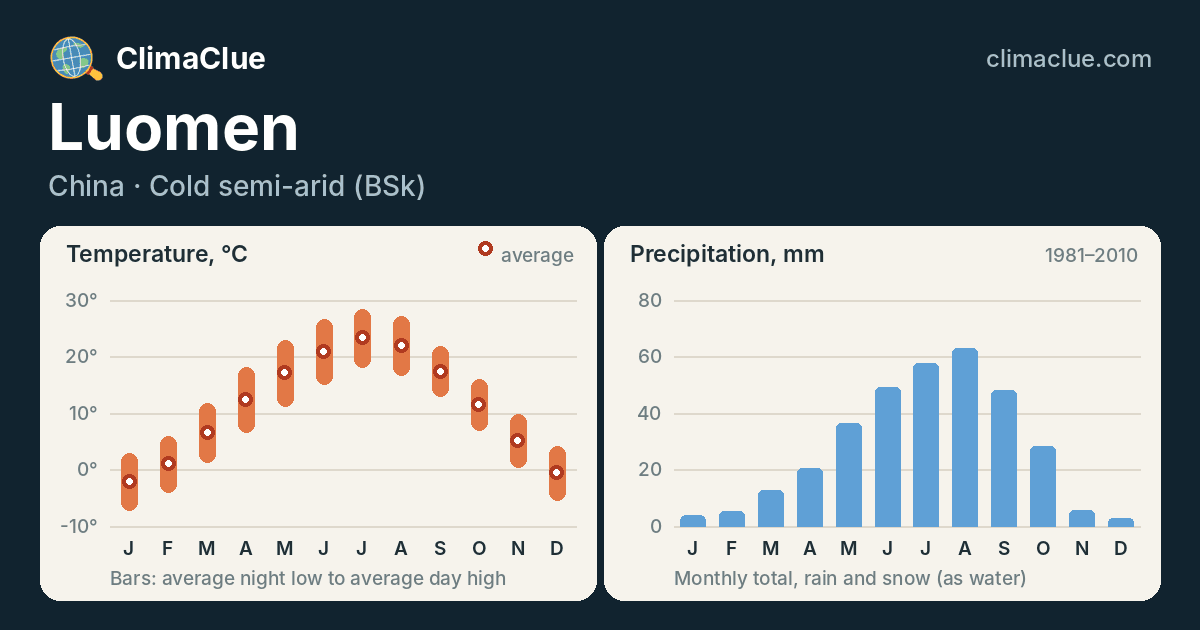 ClimaClue
climaclue.com
Luomen
China · Cold semi-arid (BSk)
Temperature, °C
average
30°
20°
10°
0°
-10°
J F M A M J J A S O N D
Bars: average night low to average day high
Precipitation, mm
1981–2010
80
60
40
20
0
J F M A M J J A S O N D
Monthly total, rain and snow (as water)